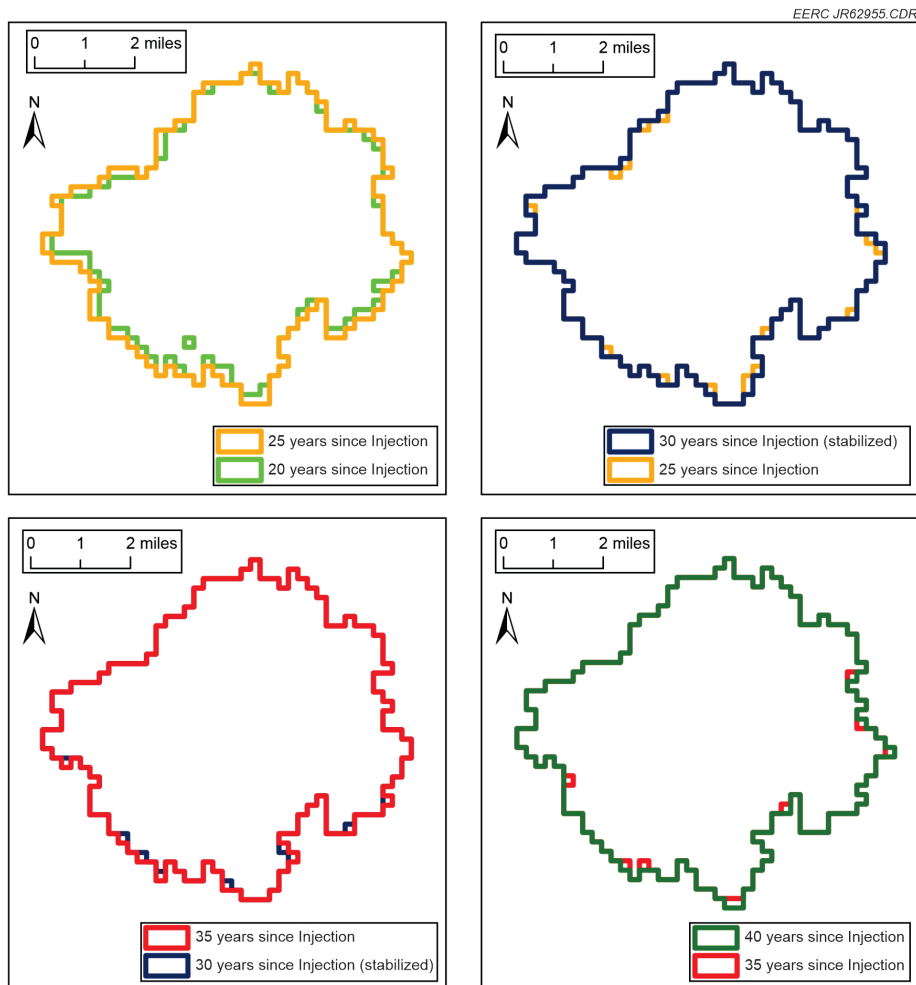 EERC JR62955.CDR
0 1 2 miles
N
25 years since Injection
20 years since Injection
0 1 2 miles
N
30 years since Injection (stabilized)
25 years since Injection
0 1 2 miles
N
35 years since Injection
30 years since Injection (stabilized)
0 1 2 miles
N
40 years since Injection
35 years since Injection